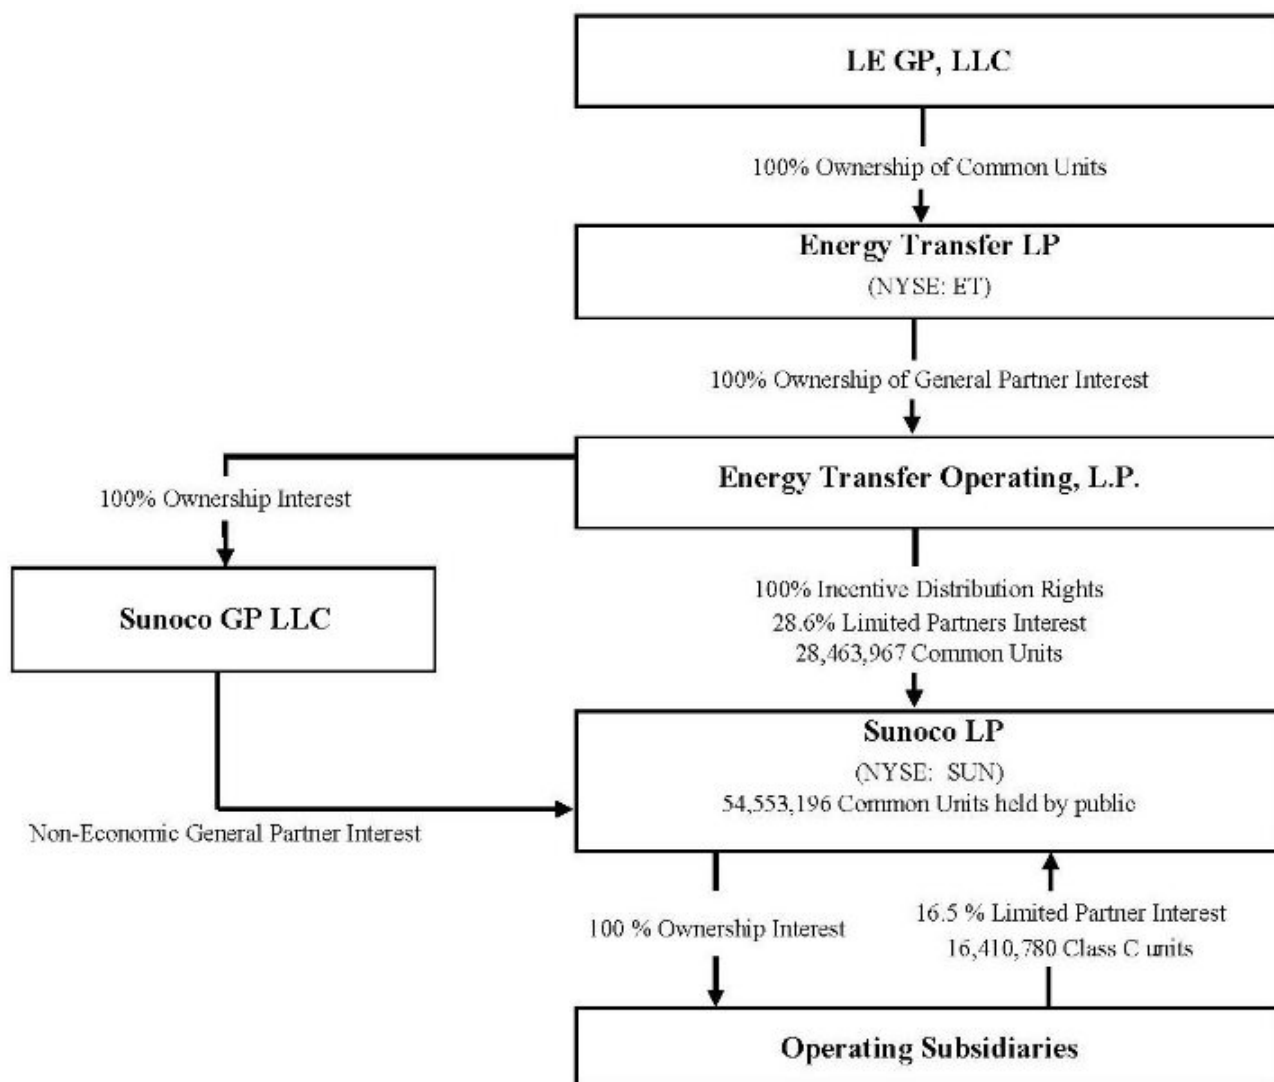 LE GP, LLC
100% Ownership of Common Units
Energy Transfer LP
(NYSE: ET)
100% Ownership of General Partner Interest
Energy Transfer Operating, L.P.
100% Ownership Interest
Sunoco GP LLC
100% Incentive Distribution Rights
28.6% Limited Partners Interest
28,463,967 Common Units
Sunoco LP
(NYSE: SUN)
54,553,196 Common Units held by public
Non-Economic General Partner Interest
100 % Ownership Interest
16.5 % Limited Partner Interest
16,410,780 Class C units
Operating Subsidiaries